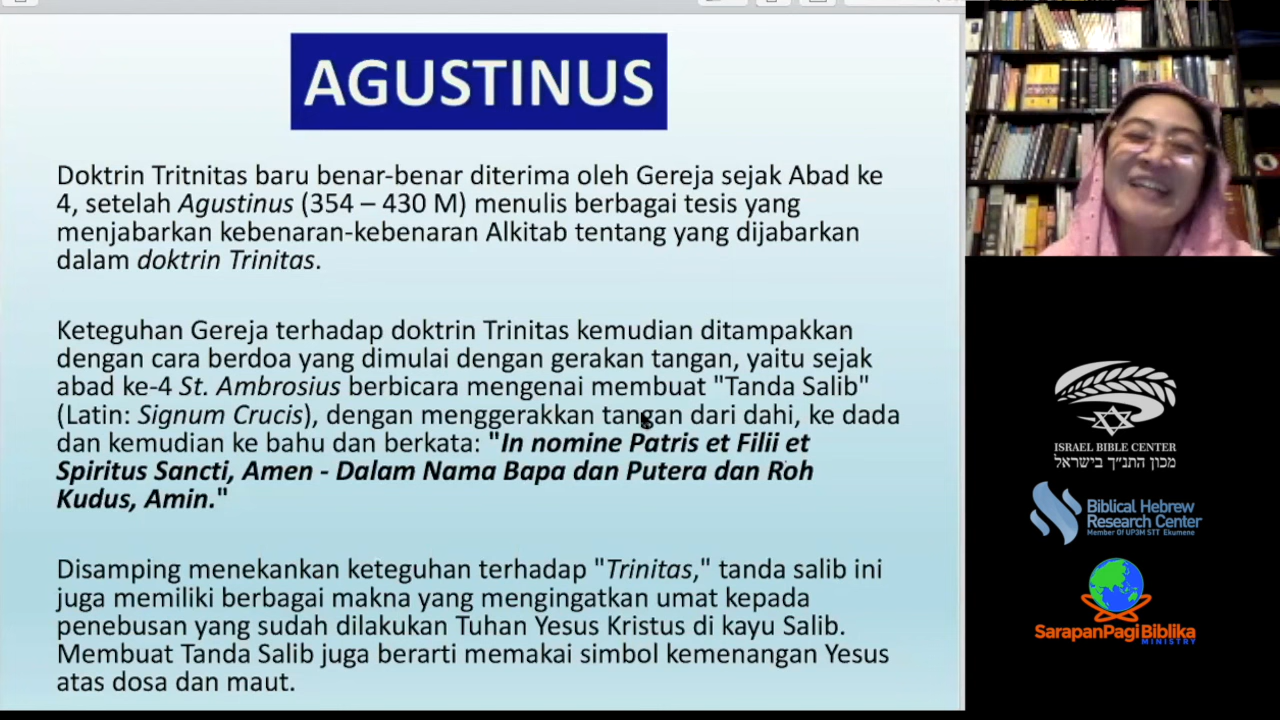 AGUSTINUS
Doktrin Tritnitas baru benar-benar diterima oleh Gereja sejak Abad ke
4, setelah Agustinus (354 – 430 M) menulis berbagai tesis yang
menjabarkan kebenaran-kebenaran Alkitab tentang yang dijabarkan
dalam doktrin Trinitas.
Keteguhan Gereja terhadap doktrin Trinitas kemudian ditampakkan
dengan cara berdoa yang dimulai dengan gerakan tangan, yaitu sejak
abad ke-4 St. Ambrosius berbicara mengenai membuat "Tanda Salib"
(Latin: Signum Crucis), dengan menggerakkan tangan dari dahi, ke dada
dan kemudian ke bahu dan berkata: "In nomine Patris et Filii et
Spiritus Sancti, Amen - Dalam Nama Bapa dan Putera dan Roh
Kudus, Amin."
Disamping menekankan keteguhan terhadap "Trinitas," tanda salib ini
juga memiliki berbagai makna yang mengingatkan umat kepada
penebusan yang sudah dilakukan Tuhan Yesus Kristus di kayu Salib.
Membuat Tanda Salib juga berarti memakai simbol kemenangan Yesus
atas dosa dan maut.
ISRAEL BIBLE CENTER
מכון התנ״ך בישראל
Biblical Hebrew
Research Center
Member Of UP3M STT Ekumene
SarapanPagi Biblika
MINISTRY